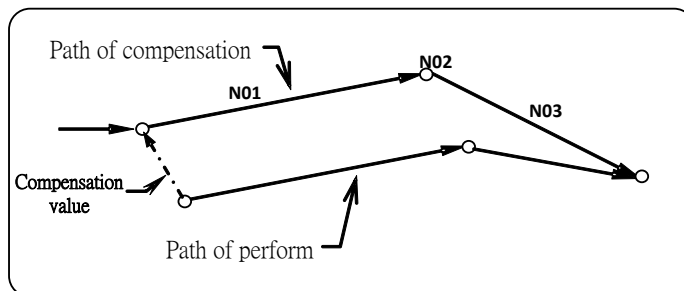 Path of compensation
N01
N02
N03
Compensation
value
Path of perform